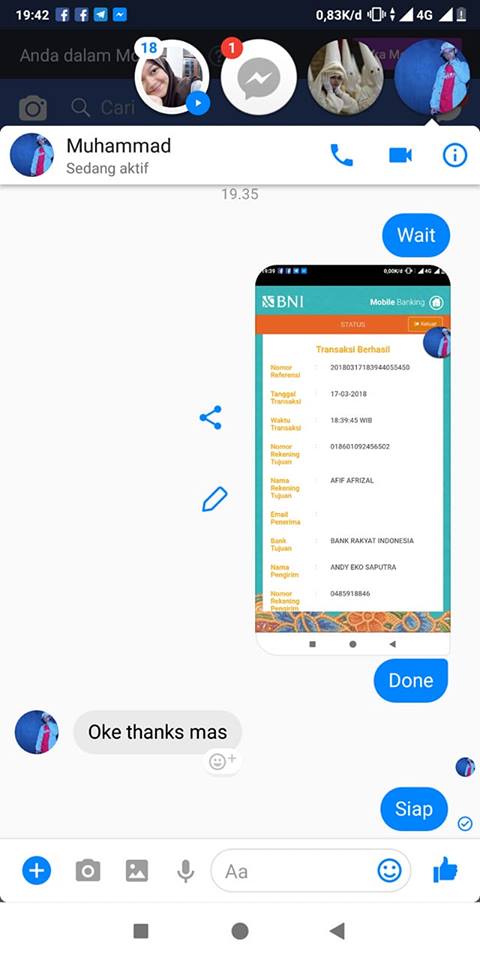 19:42
0,83K/d
4G
Anda dalam Mo
18
1
Cari
Muhammad
Sedang aktif
19.35
Wait
19:39
0,00K/d
4G
BNI
Mobile Banking
STATUS
Keluar
Transaksi Berhasil
Nomor Referensi : 20180317183944055450
Tanggal Transaksi : 17-03-2018
Waktu Transaksi : 18:39:45 WIB
Nomor Rekening Tujuan : 018601092456502
Nama Rekening Tujuan : AFIF AFRIZAL
Email Penerima :
Bank Tujuan : BANK RAKYAT INDONESIA
Nama Pengirim : ANDY EKO SAPUTRA
Nomor Rekening Pengirim : 0485918846
Done
Oke thanks mas
Siap
Aa